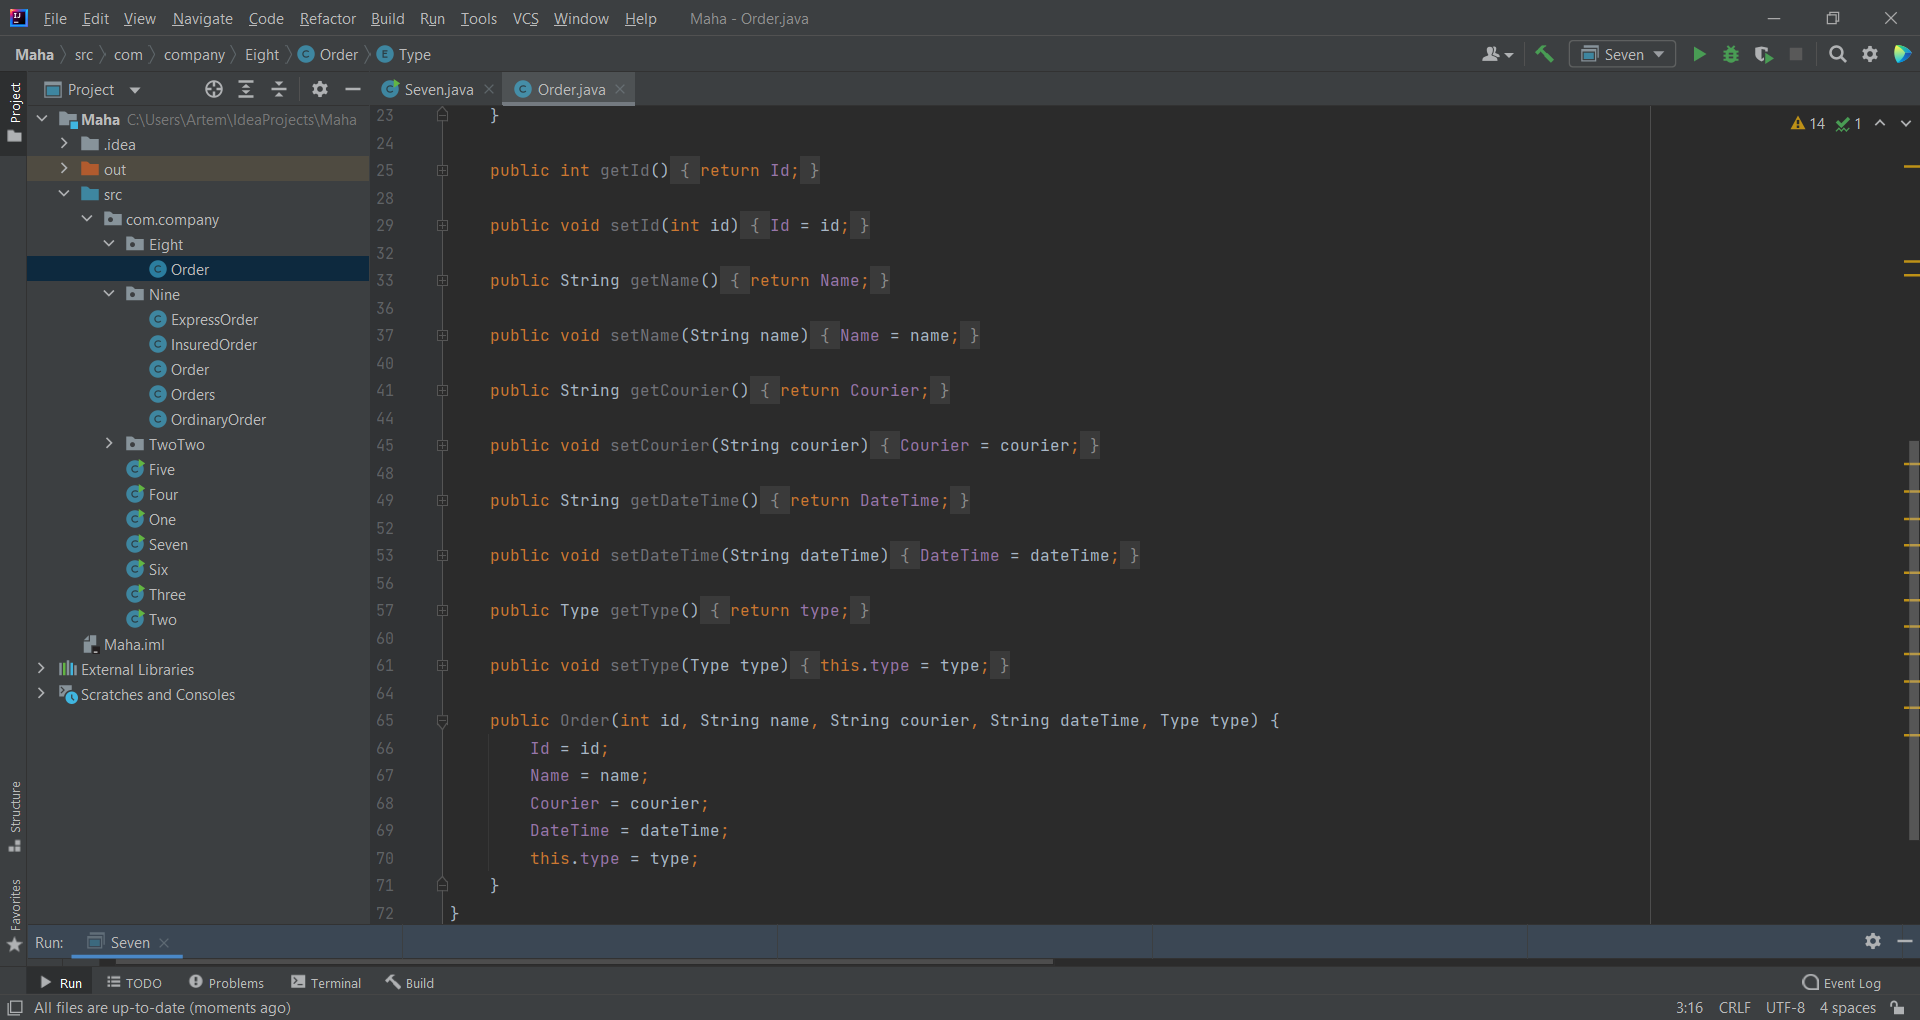 File Edit View Navigate Code Refactor Build Run Tools VCS Window Help Maha - Order.java
Maha src com company Eight Order Type Seven
Project
Project
Seven.java
Order.java
14 1
Maha C:\Users\Artem\IdeaProjects\Maha
.idea
out
src
com.company
Eight
Order
Nine
ExpressOrder
InsuredOrder
Order
Orders
OrdinaryOrder
TwoTwo
Five
Four
One
Seven
Six
Three
Two
Maha.iml
External Libraries
Scratches and Consoles
23 }
24
25 public int getId() { return Id; }
28
29 public void setId(int id) { Id = id; }
32
33 public String getName() { return Name; }
36
37 public void setName(String name) { Name = name; }
40
41 public String getCourier() { return Courier; }
44
45 public void setCourier(String courier) { Courier = courier; }
48
49 public String getDateTime() { return DateTime; }
52
53 public void setDateTime(String dateTime) { DateTime = dateTime; }
56
57 public Type getType() { return type; }
60
61 public void setType(Type type) { this.type = type; }
64
65 public Order(int id, String name, String courier, String dateTime, Type type) {
66 Id = id;
67 Name = name;
68 Courier = courier;
69 DateTime = dateTime;
70 this.type = type;
71 }
72 }
Structure
Favorites
Run: Seven
Run TODO Problems Terminal Build Event Log
All files are up-to-date (moments ago) 3:16 CRLF UTF-8 4 spaces